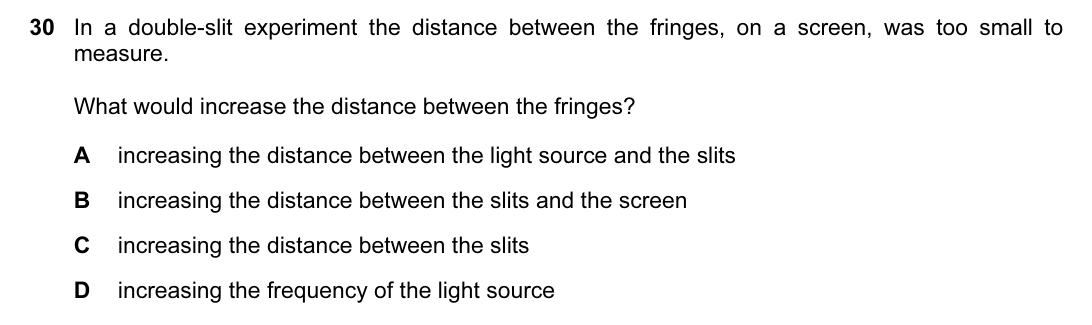 30 In a double-slit experiment the distance between the fringes, on a screen, was too small to
measure.
What would increase the distance between the fringes?
A increasing the distance between the light source and the slits
B increasing the distance between the slits and the screen
C increasing the distance between the slits
D increasing the frequency of the light source